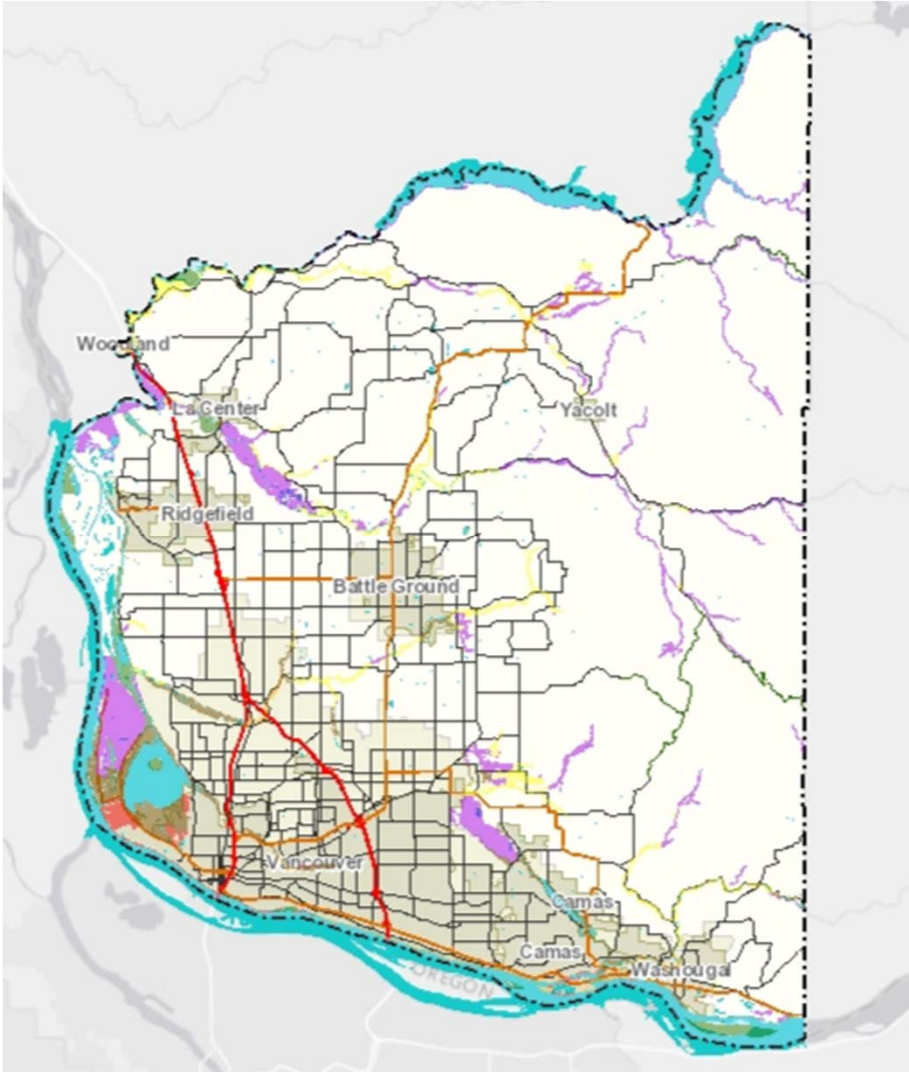 Woodland
La Center
Yacolt
Ridgefield
Battle Ground
Vancouver
Camas
Camas
Washougal
OREGON